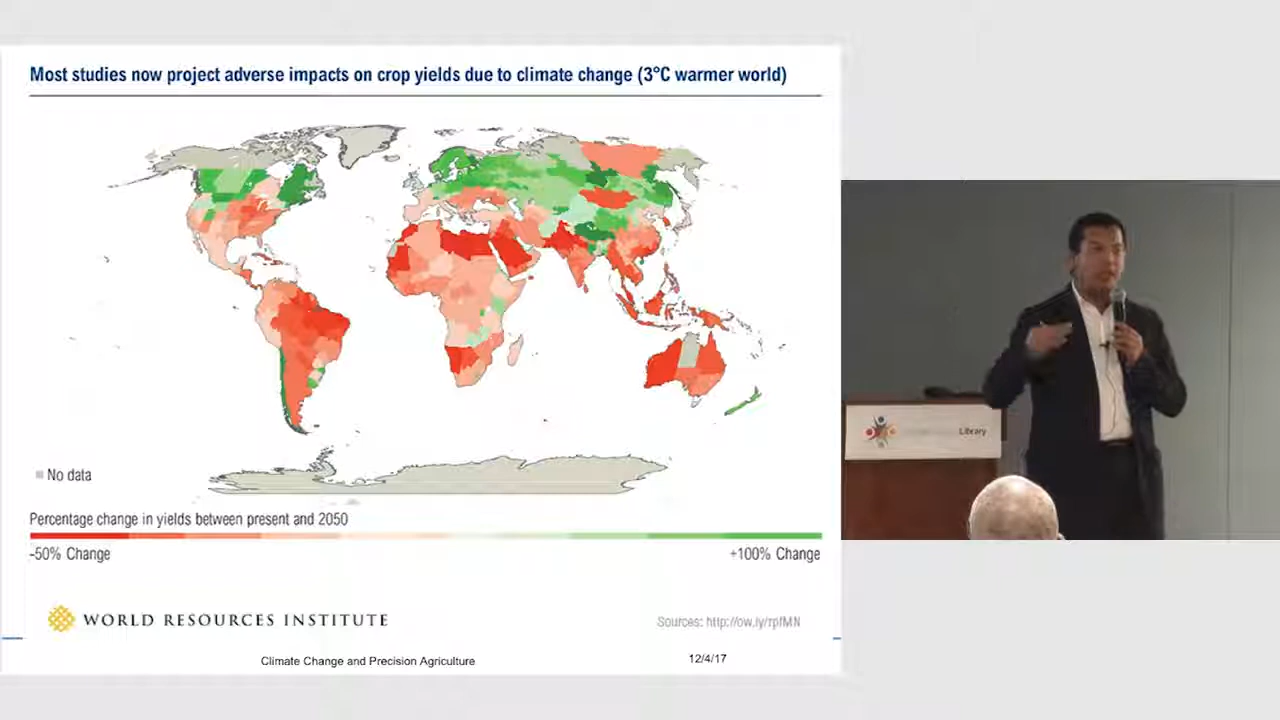 Most studies now project adverse impacts on crop yields due to climate change (3°C warmer world)
No data
Percentage change in yields between present and 2050
-50% Change
+100% Change
WORLD RESOURCES INSTITUTE
Sources: http://ow.ly/rpfMN
Climate Change and Precision Agriculture
12/4/17
Library